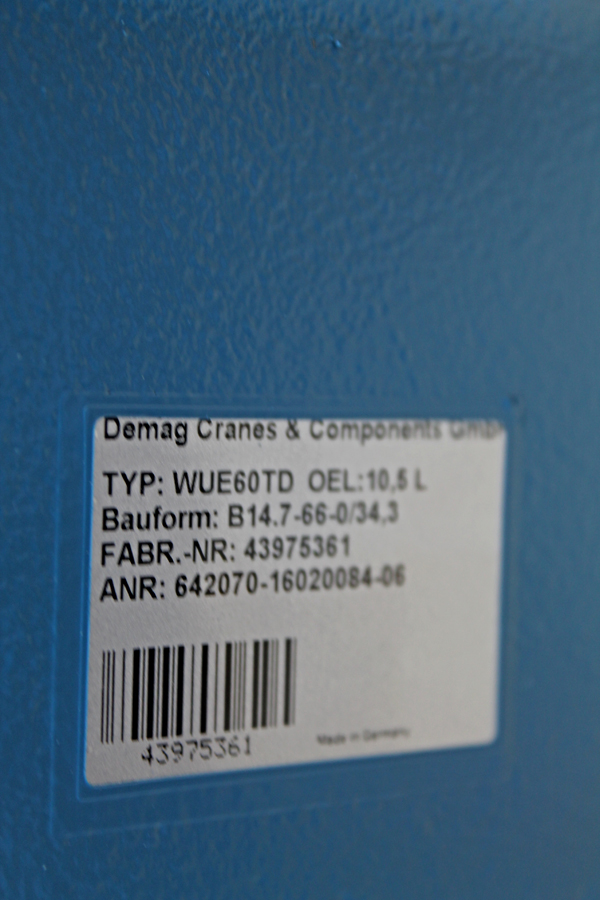 Demag Cranes & Components GmbH
TYP: WUE60TD OEL:10,5 L
Bauform: B14.7-66-0/34,3
FABR.-NR: 43975361
ANR: 642070-16020084-06
43975361
Made in Germany